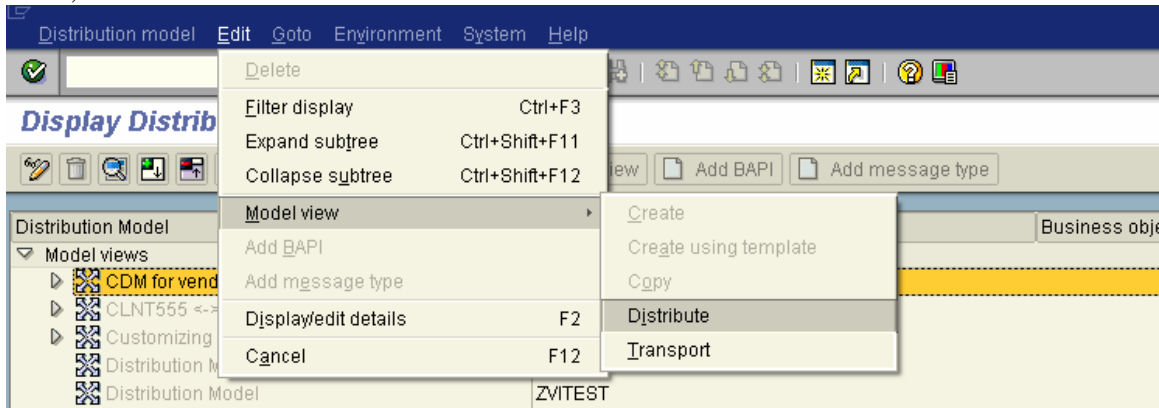 Distribution model Edit Goto Environment System Help
Delete
Filter display Ctrl+F3
Expand subtree Ctrl+Shift+F11
Collapse subtree Ctrl+Shift+F12
Model view
Add BAPI
Add message type
Display/edit details F2
Cancel F12
Create
Create using template
Copy
Distribute
Transport
Display Distrib
iew Add BAPI Add message type
Distribution Model Business obje
Model views
CDM for vend
CLNT555 <->
Customizing
Distribution M
Distribution Model ZVITEST